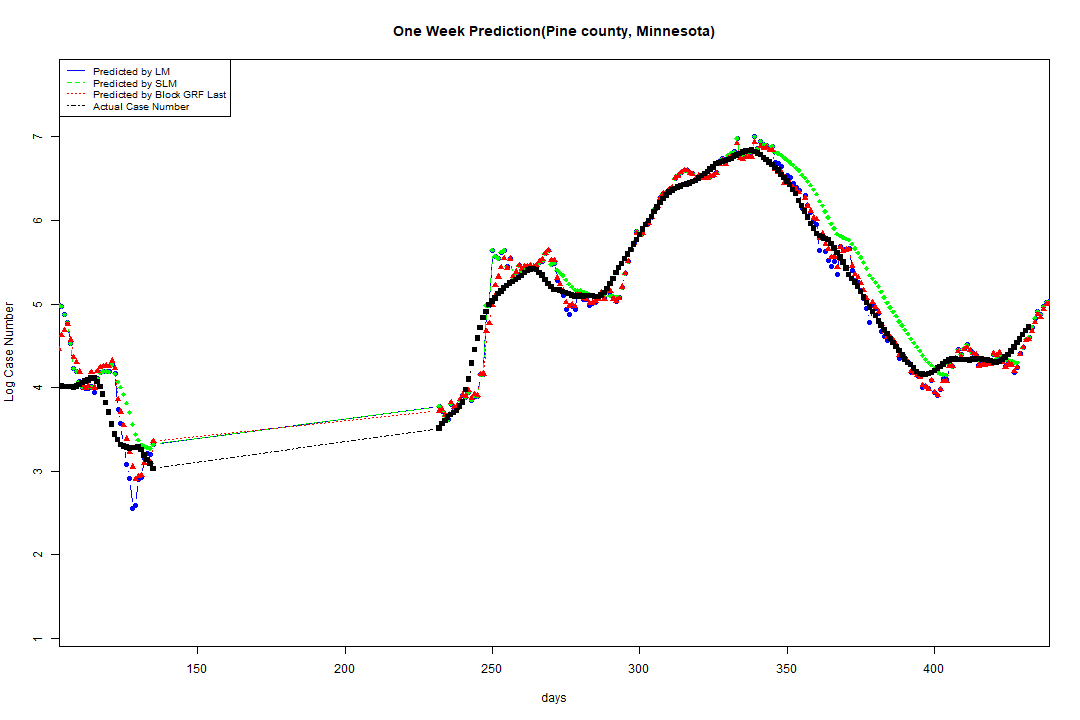 One Week Prediction(Pine county, Minnesota)
Predicted by LM
Predicted by SLM
Predicted by Block GRF Last
Actual Case Number
Log Case Number
7
6
5
4
3
2
1
150 200 250 300 350 400
days